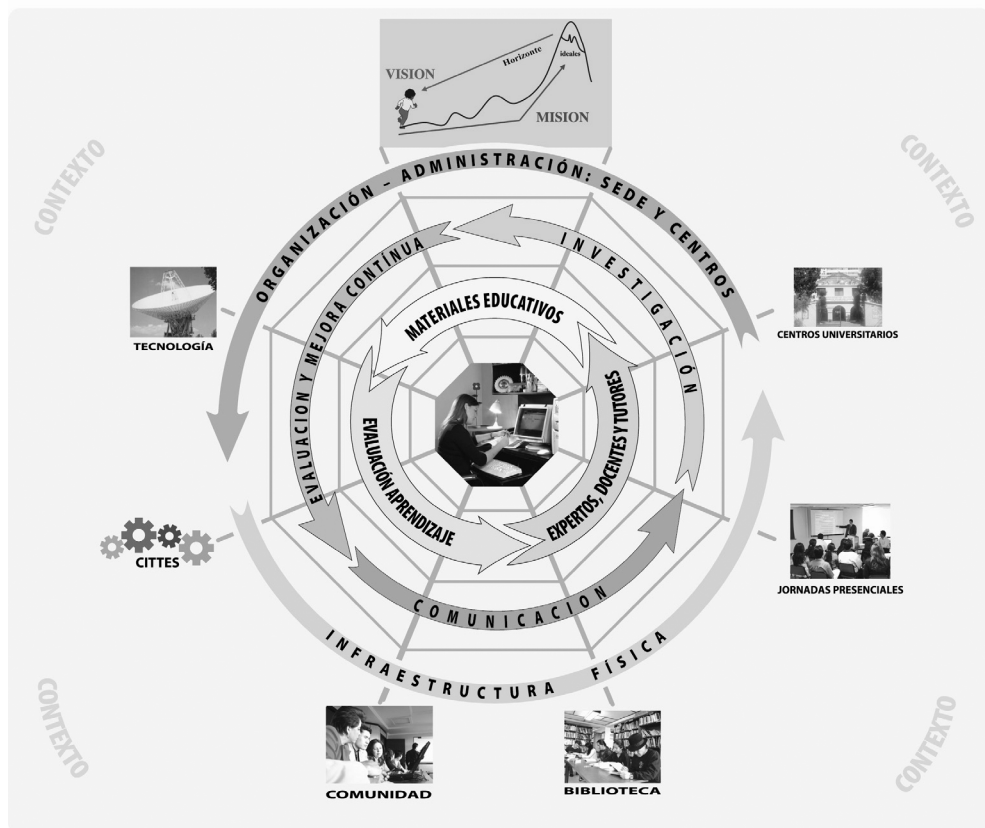 Horizonte
ideales
VISION
MISION
CONTEXTO
CONTEXTO
ORGANIZACIÓN – ADMINISTRACIÓN: SEDE Y CENTROS
INVESTIGACIÓN
EVALUACION Y MEJORA CONTÍNUA
MATERIALES EDUCATIVOS
TECNOLOGÍA
CENTROS UNIVERSITARIOS
EVALUACIÓN APRENDIZAJE
EXPERTOS, DOCENTES Y TUTORES
CITTES
JORNADAS PRESENCIALES
COMUNICACION
INFRAESTRUCTURA FÍSICA
CONTEXTO
CONTEXTO
COMUNIDAD
BIBLIOTECA